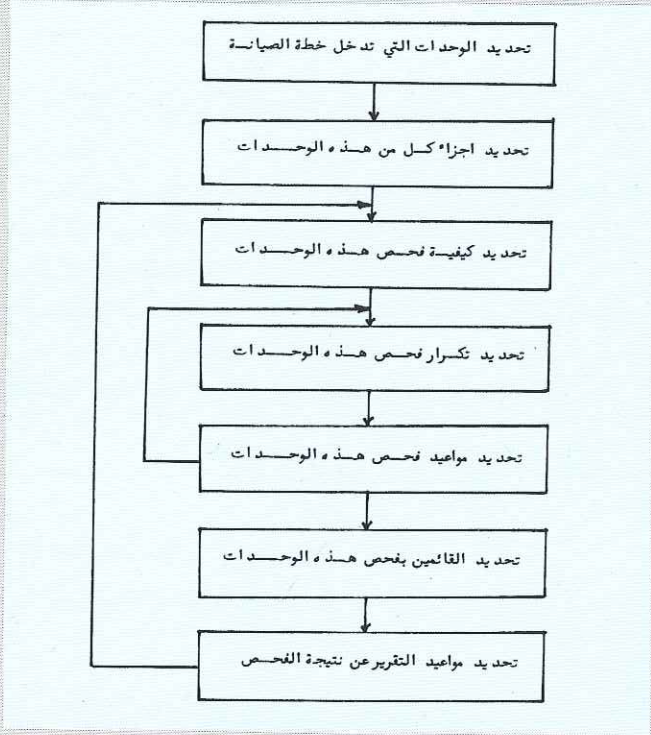 تحديد الوحدات التي تدخل خطة الصيانة
تحديد اجزاء كل من هذه الوحدات
تحديد كيفية فحص هذه الوحدات
تحديد تكرار فحص هذه الوحدات
تحديد مواعيد فحص هذه الوحدات
تحديد القائمين بفحص هذه الوحدات
تحديد مواعيد التقرير عن نتيجة الفحص